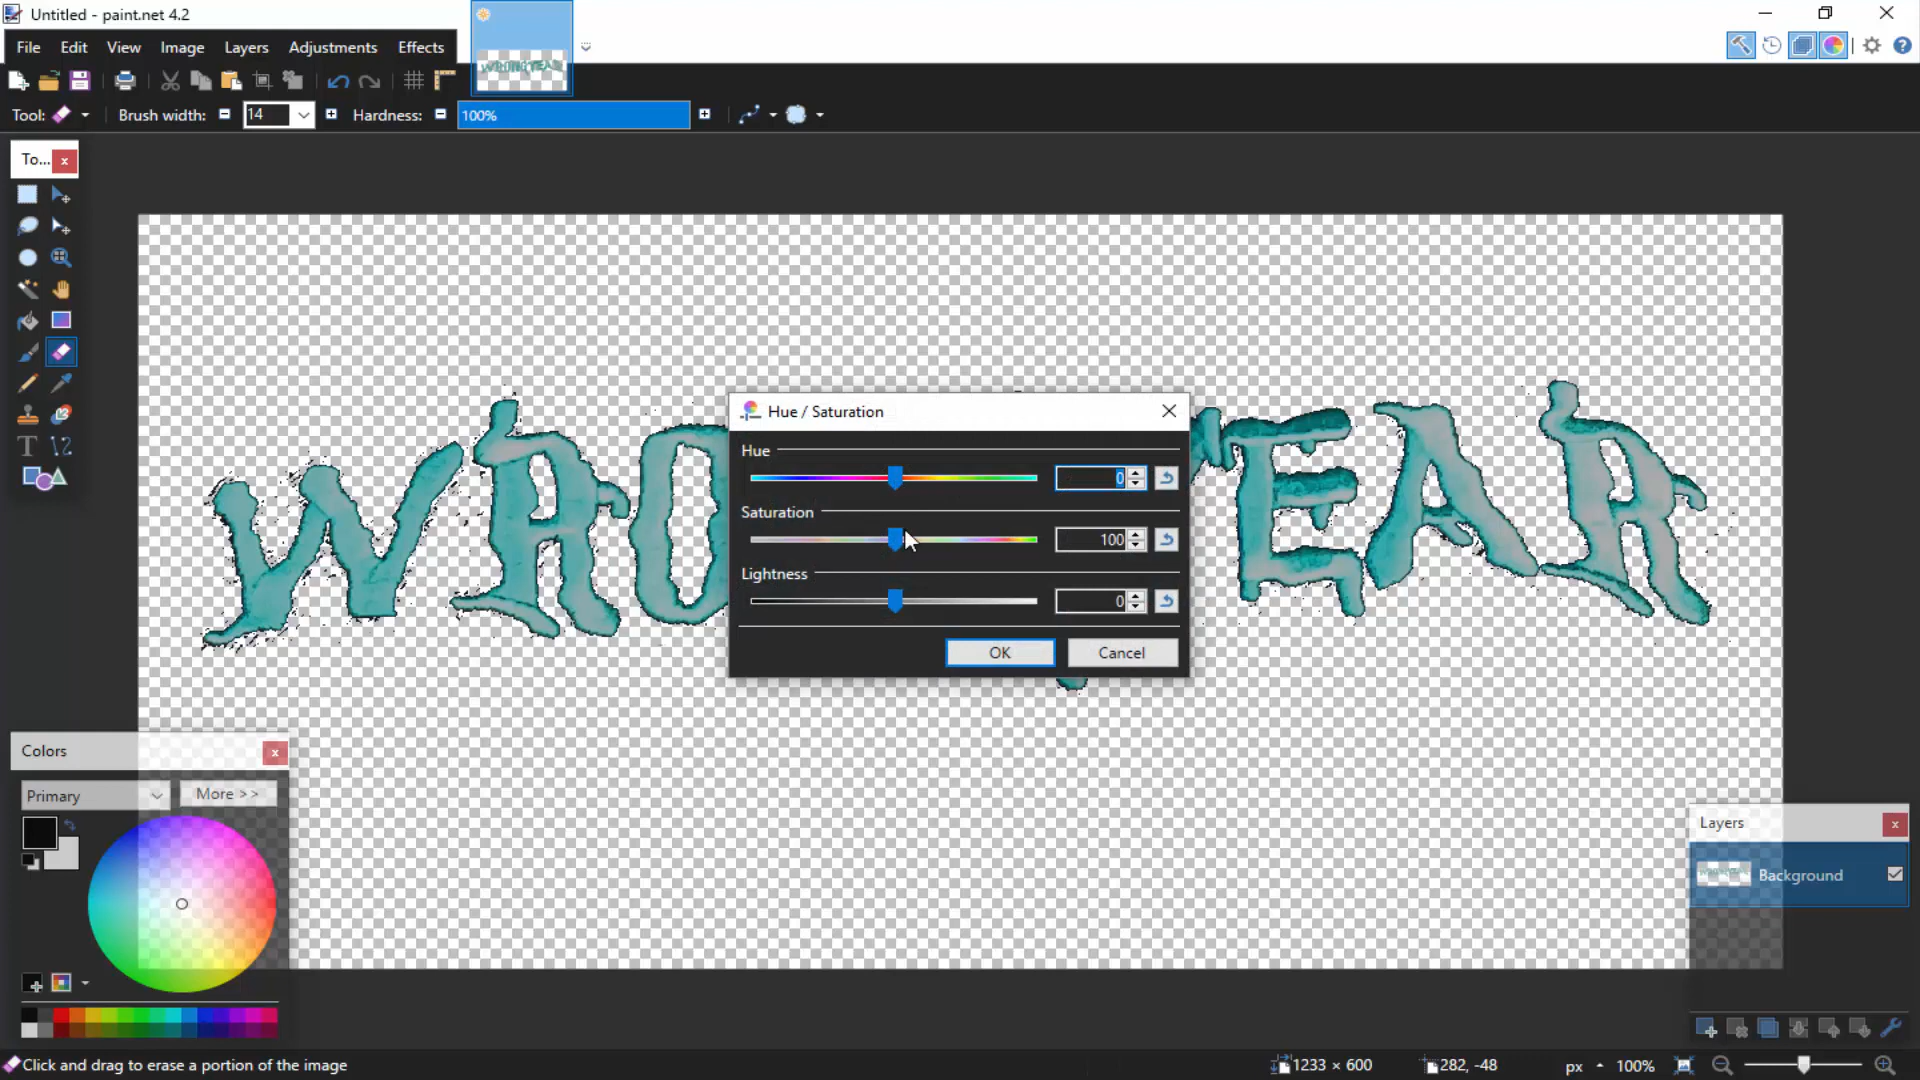 Untitled - paint.net 4.2
File Edit View Image Layers Adjustments Effects
Tool: Brush width: 14 Hardness: 100%
To...
Hue / Saturation
Hue
0
Saturation
100
Lightness
0
OK Cancel
WRO
TEAR
Colors
Primary More >>
Layers
Background
Click and drag to erase a portion of the image
1233 × 600 282, -48 px 100%